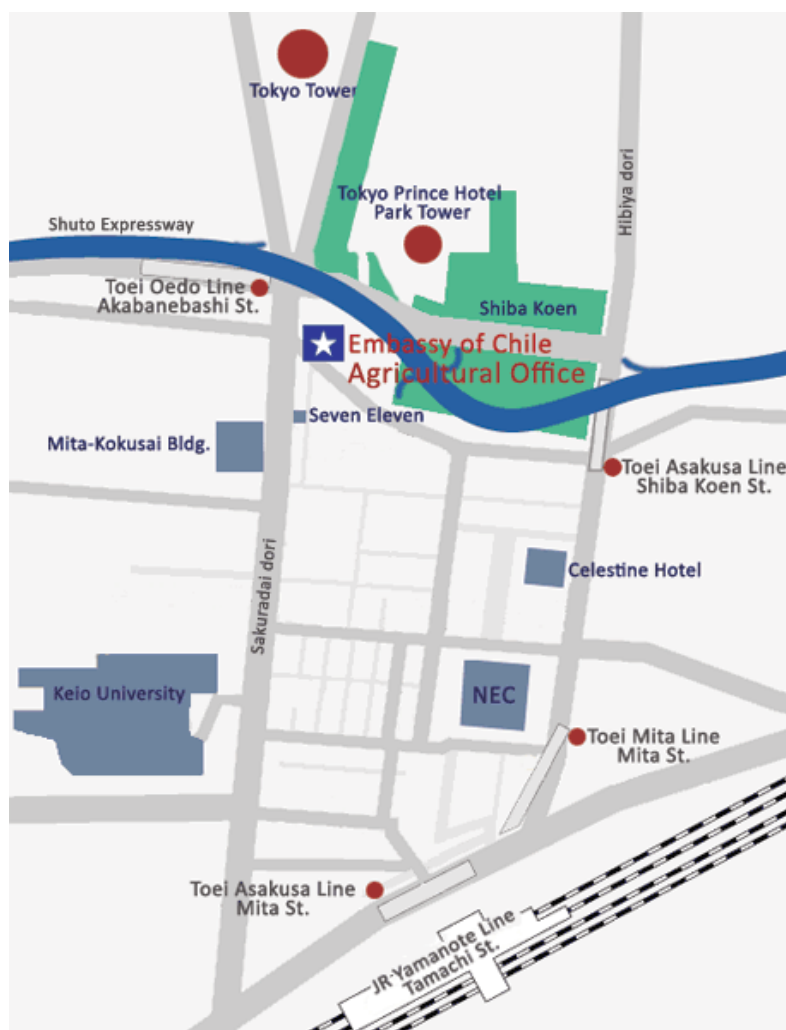 Tokyo Tower
Hibiya dori
Tokyo Prince Hotel
Park Tower
Shuto Expressway
Toei Oedo Line
Akabanebashi St.
Shiba Koen
Embassy of Chile
Agricultural Office
Seven Eleven
Mita-Kokusai Bldg.
Toei Asakusa Line
Shiba Koen St.
Sakuradai dori
Celestine Hotel
Keio University
NEC
Toei Mita Line
Mita St.
Toei Asakusa Line
Mita St.
JR Yamanote Line
Tamachi St.